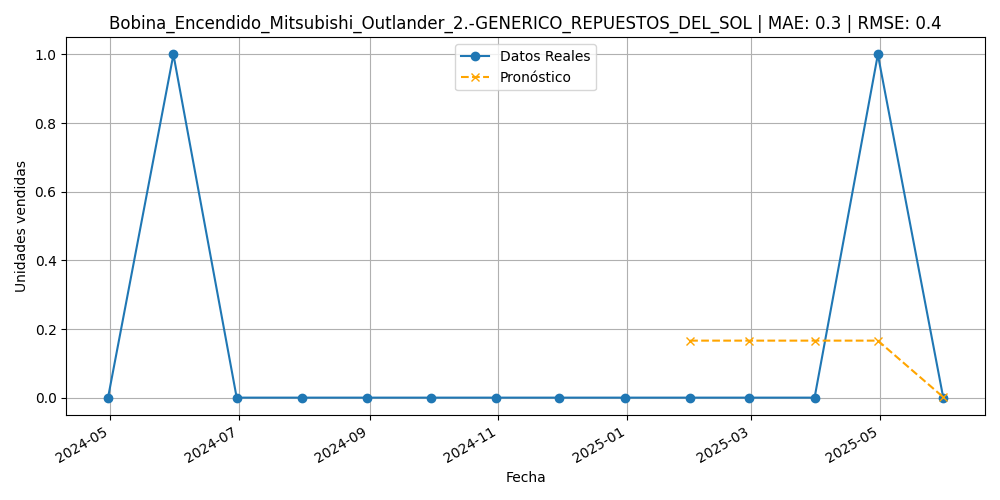 Bobina_Encendido_Mitsubishi_Outlander_2.-GENERICO_REPUESTOS_DEL_SOL | MAE: 0.3 | RMSE: 0.4
Datos Reales
Pronóstico
Unidades vendidas
1.0
0.8
0.6
0.4
0.2
0.0
2024-05
2024-07
2024-09
2024-11
2025-01
2025-03
2025-05
Fecha